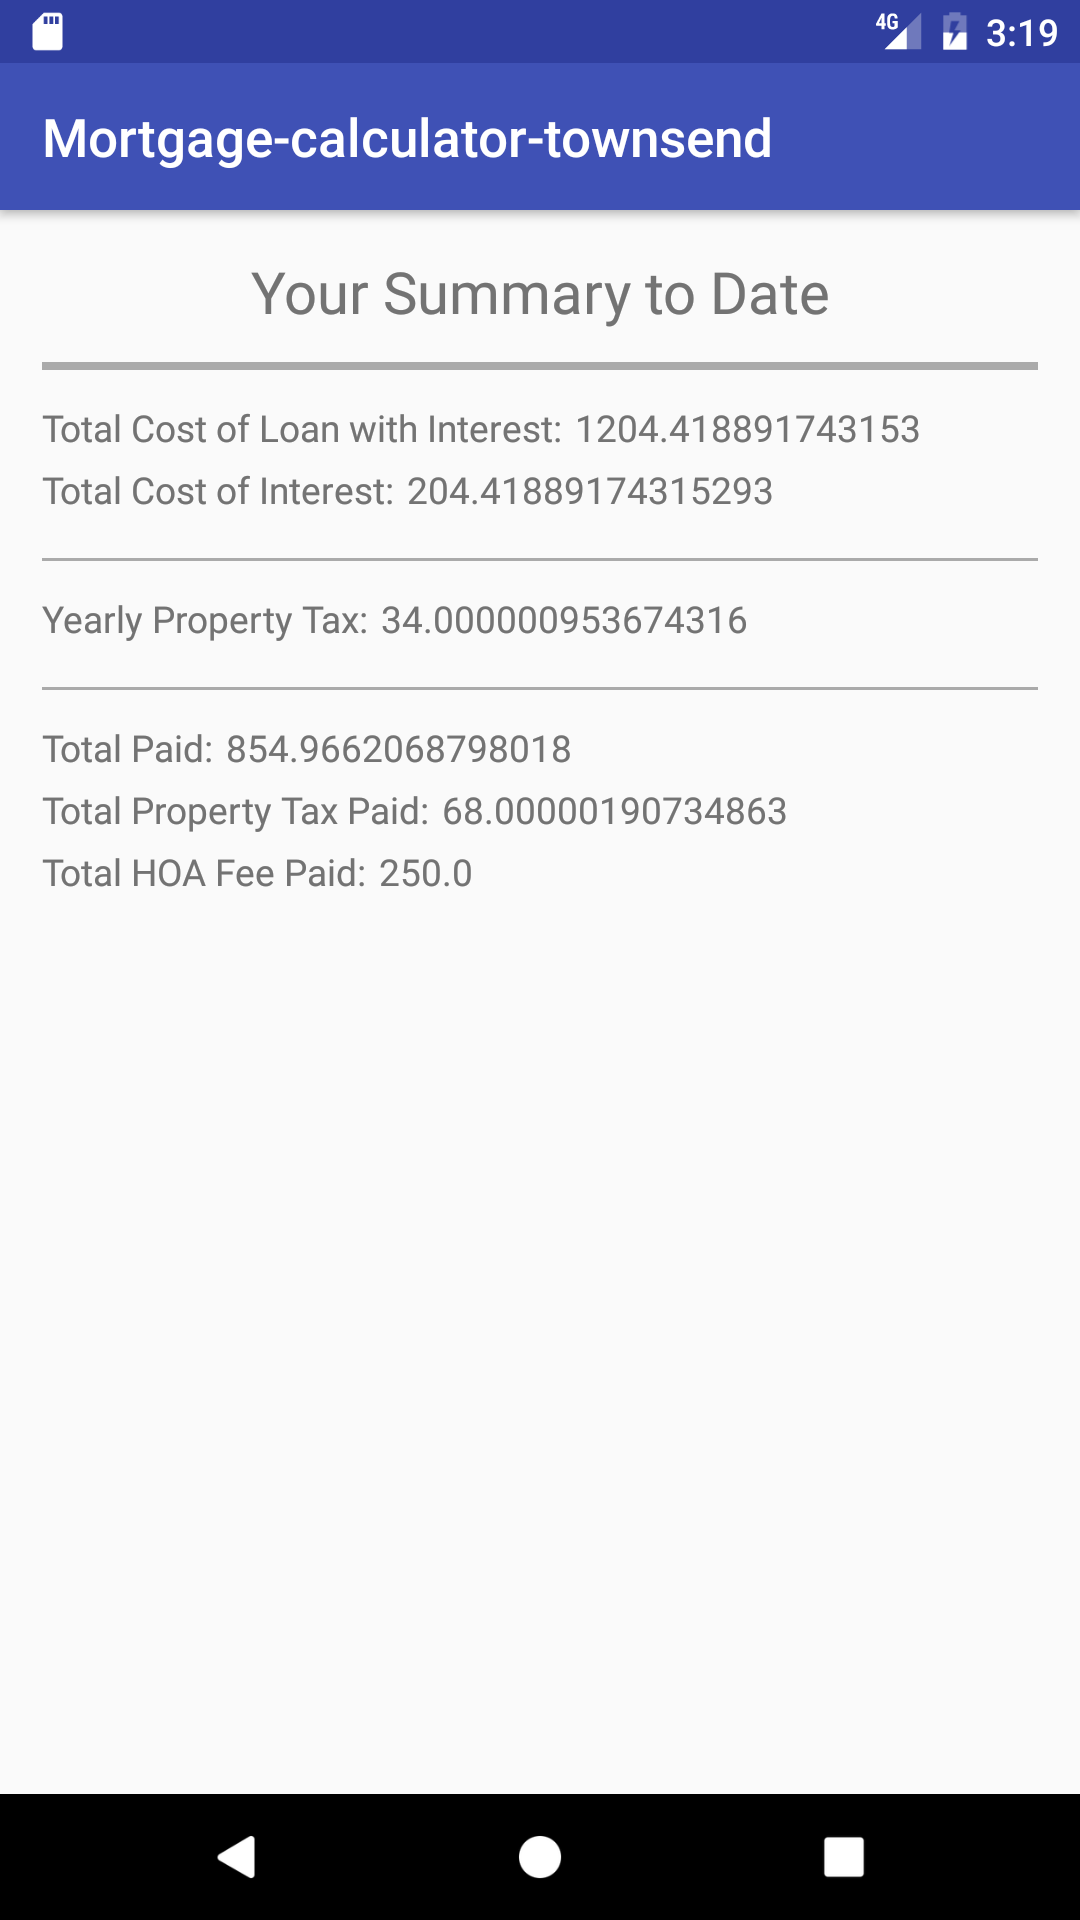 4G 3:19
Mortgage-calculator-townsend
Your Summary to Date
Total Cost of Loan with Interest: 1204.418891743153
Total Cost of Interest: 204.41889174315293
Yearly Property Tax: 34.000000953674316
Total Paid: 854.9662068798018
Total Property Tax Paid: 68.00000190734863
Total HOA Fee Paid: 250.0